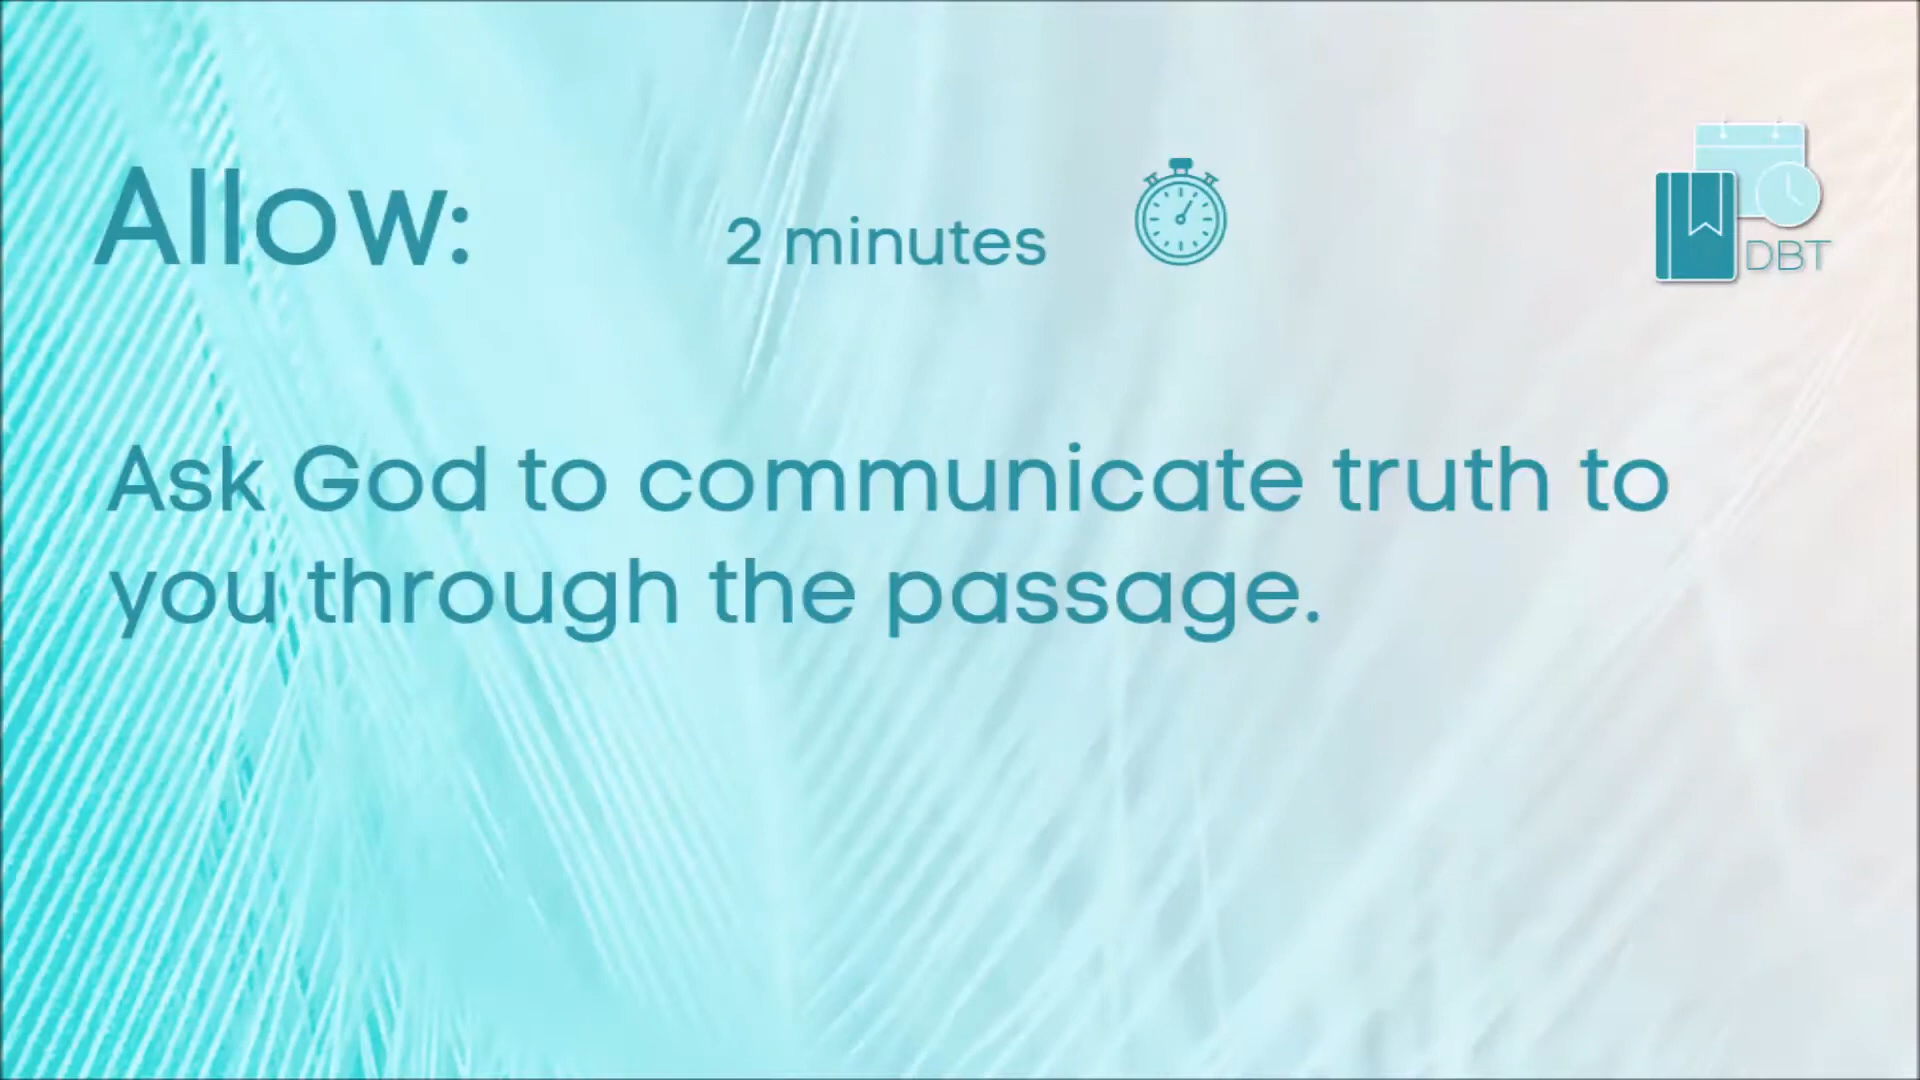 Allow:
2 minutes
DBT
Ask God to communicate truth to
you through the passage.